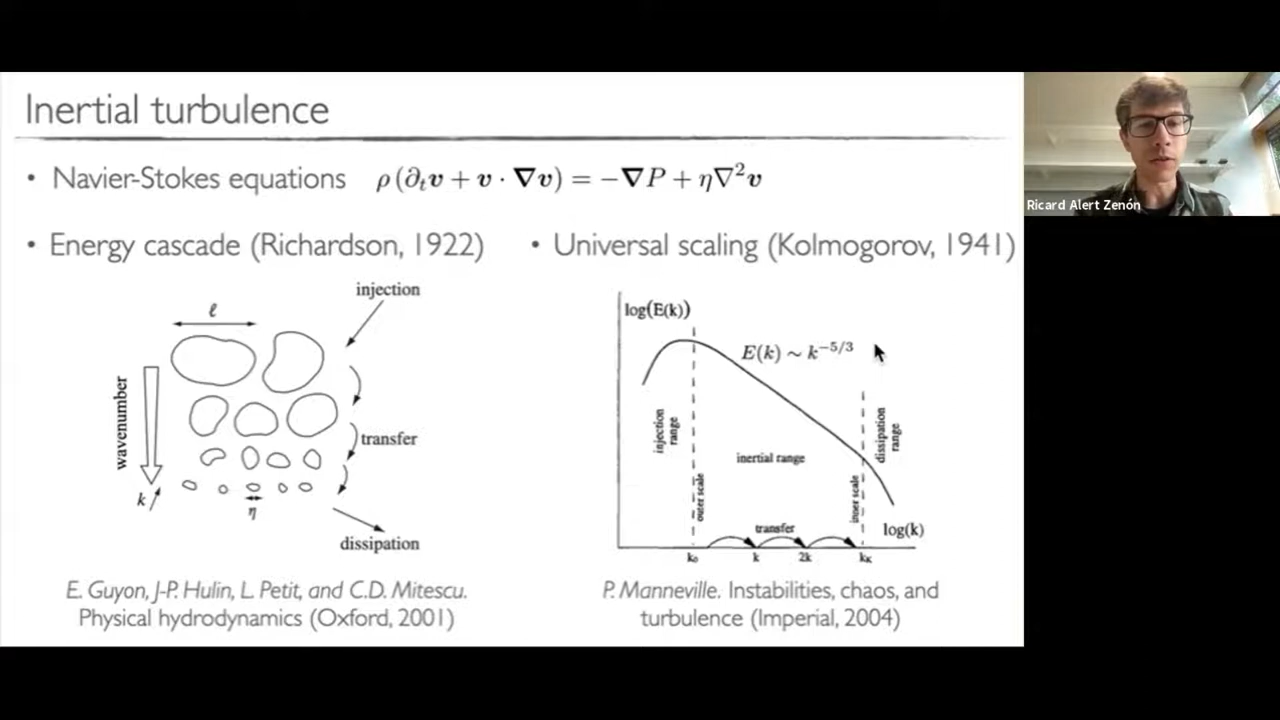 Inertial turbulence
• Navier-Stokes equations ρ(∂ₜv + v · ∇v) = −∇P + η∇²v
• Energy cascade (Richardson, 1922)
injection
ℓ
wavenumber
transfer
k
η
dissipation
E. Guyon, J-P. Hulin, L. Petit, and C.D. Mitescu.
Physical hydrodynamics (Oxford, 2001)
• Universal scaling (Kolmogorov, 1941)
log(E(k))
E(k) ∼ k^{−5/3}
injection
range
dissipation
range
inertial range
outer scale
inner scale
transfer
log(k)
k₀ k 2k k_K
P. Manneville. Instabilities, chaos, and
turbulence (Imperial, 2004)
Ricard Alert Zenón